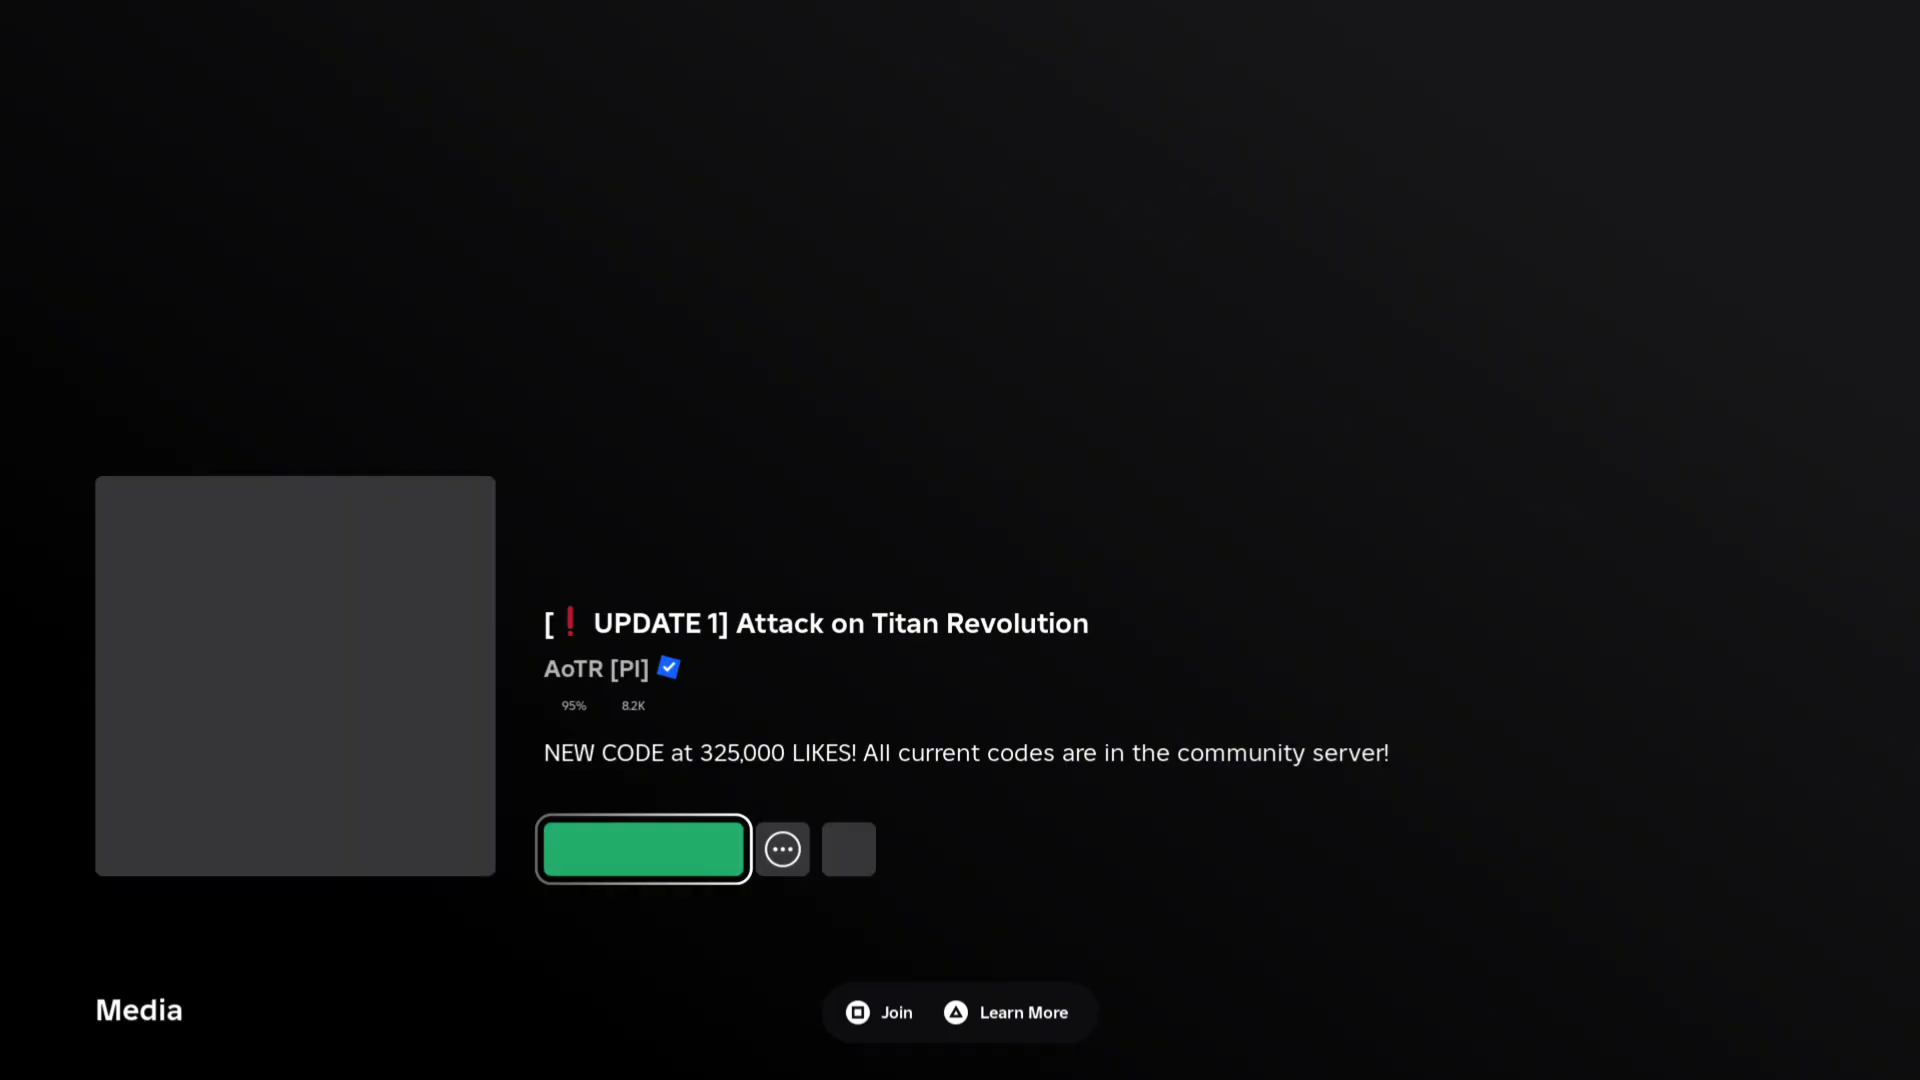 [❗ UPDATE 1] Attack on Titan Revolution
AoTR [PI]
95% 8.2K
NEW CODE at 325,000 LIKES! All current codes are in the community server!
Media
Join Learn More